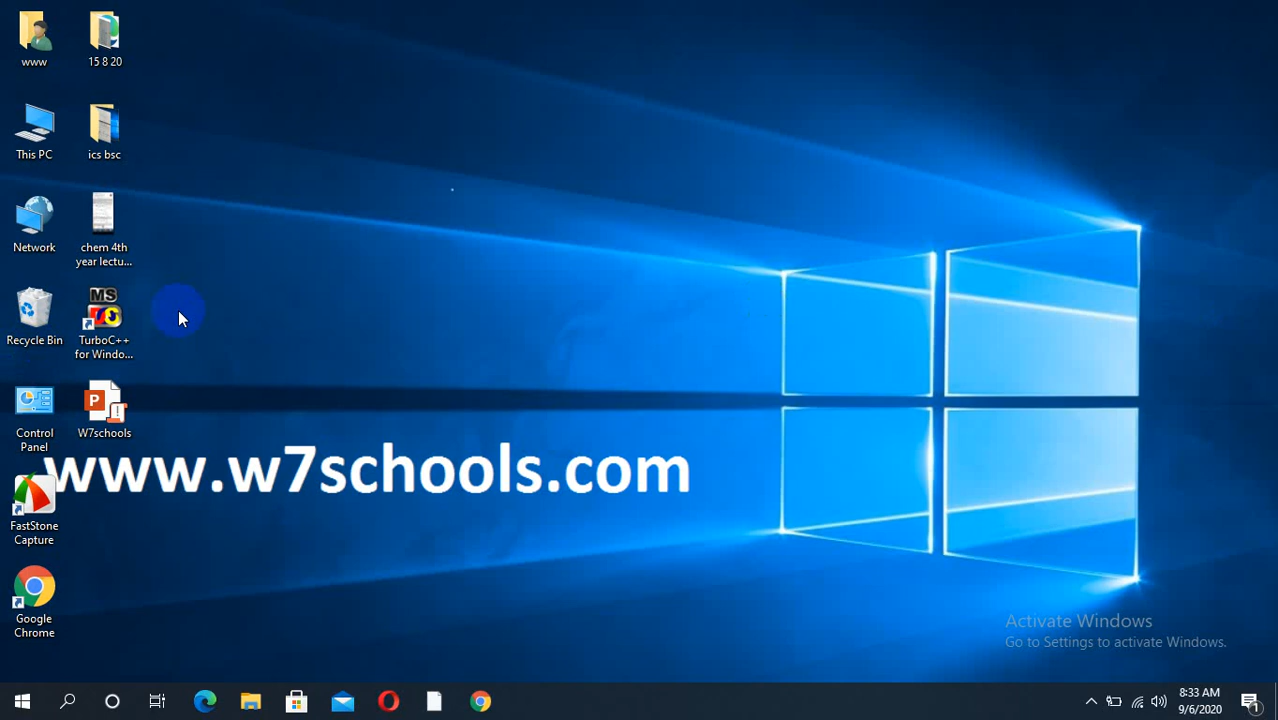 www
15 8 20
This PC
ics bsc
Network
chem 4th
year lectu...
Recycle Bin
MS
TurboC++
for Windo...
Control
Panel
P
W7schools
www.w7schools.com
FastStone
Capture
Google
Chrome
Activate Windows
Go to Settings to activate Windows.
8:33 AM
9/6/2020
1